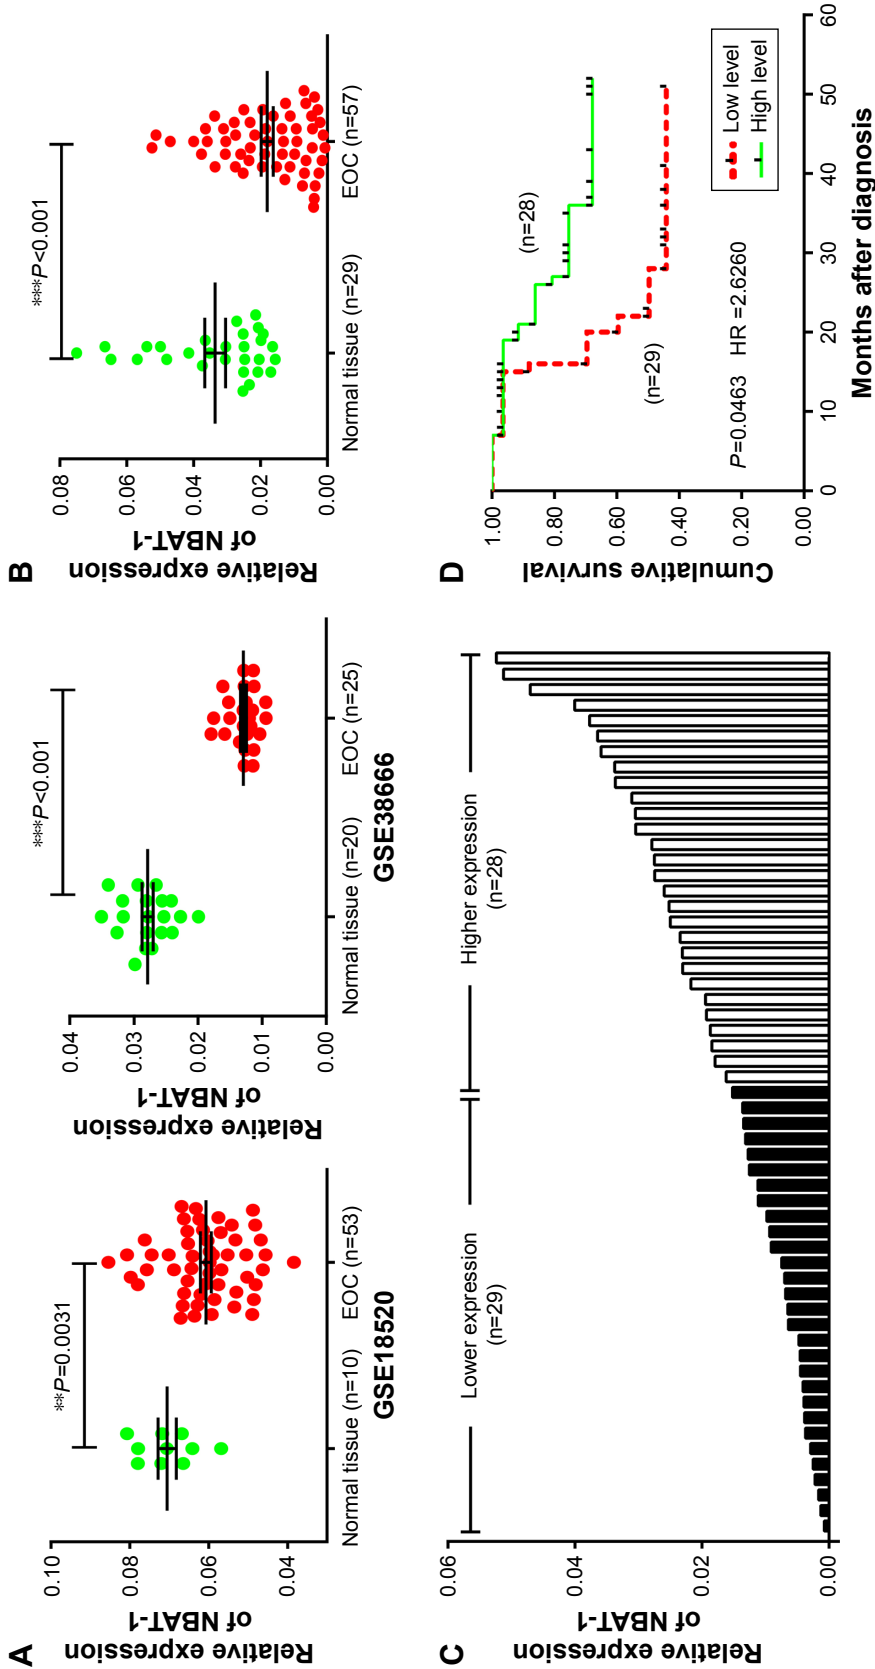 A
Relative expression
of NBAT-1
0.10
0.08
0.06
0.04
**P=0.0031
Normal tissue (n=10)
EOC (n=53)
GSE18520
Relative expression
of NBAT-1
0.04
0.03
0.02
0.01
0.00
***P<0.001
Normal tissue (n=20)
EOC (n=25)
GSE38666
B
Relative expression
of NBAT-1
0.08
0.06
0.04
0.02
0.00
***P<0.001
Normal tissue (n=29)
EOC (n=57)
C
Relative expression
of NBAT-1
0.06
0.04
0.02
0.00
Lower expression
(n=29)
Higher expression
(n=28)
D
Cumulative survival
1.00
0.80
0.60
0.40
0.20
0.00
(n=28)
(n=29)
P=0.0463 HR =2.6260
Low level
High level
0 10 20 30 40 50 60
Months after diagnosis